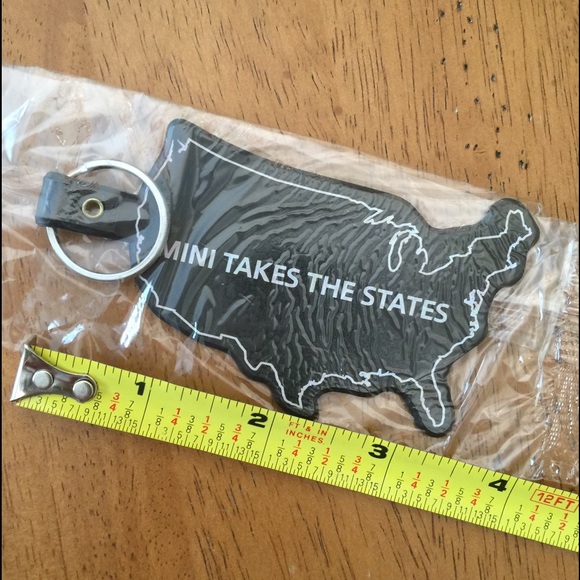 MINI TAKES THE STATES
1 2 FT & IN INCHES 3 4 12FT